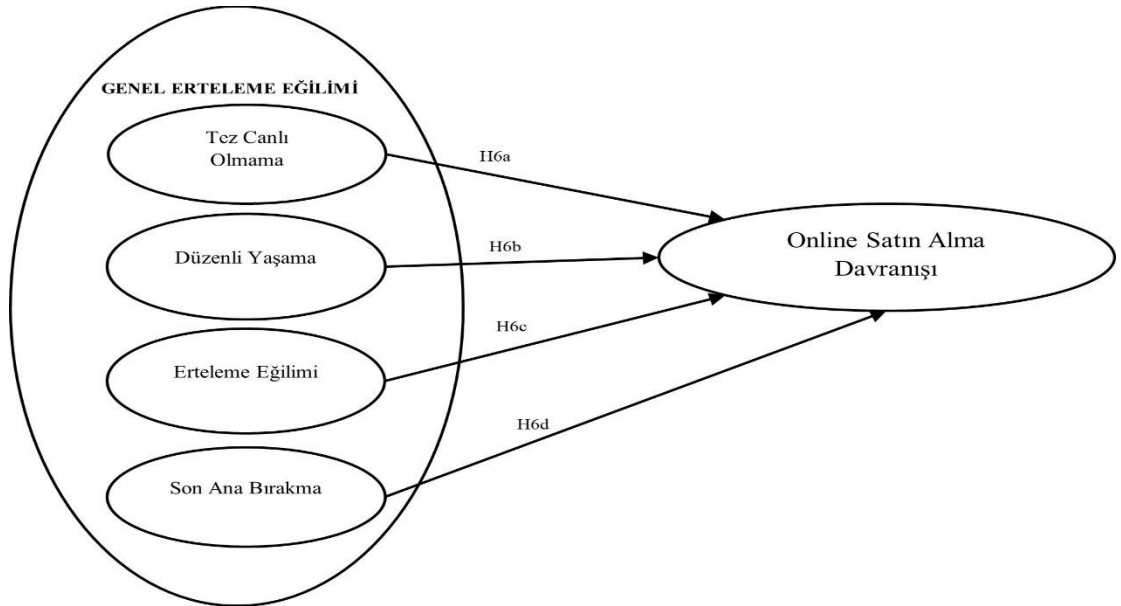 GENEL ERTELEME EĞİLİMİ
Tez Canlı
Olmama
H6a
Düzenli Yaşama
H6b
Online Satın Alma
Davranışı
Erteleme Eğilimi
H6c
Son Ana Bırakma
H6d